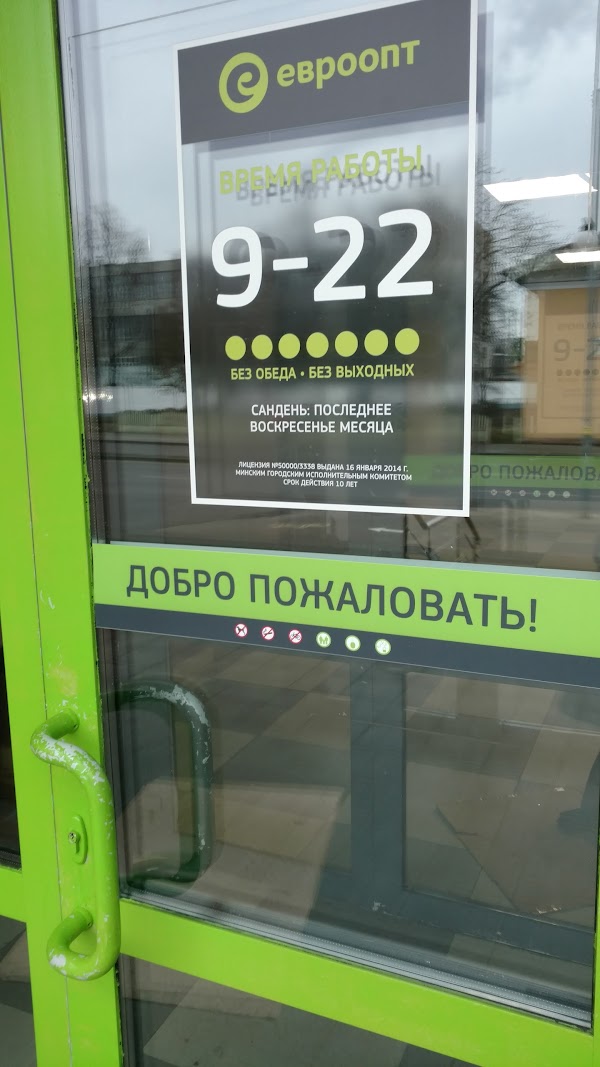 евроопт
ВРЕМЯ РАБОТЫ
9-22
БЕЗ ОБЕДА • БЕЗ ВЫХОДНЫХ
САНДЕНЬ: ПОСЛЕДНЕЕ
ВОСКРЕСЕНЬЕ МЕСЯЦА
ЛИЦЕНЗИЯ №50000/3338 ВЫДАНА 16 ЯНВАРЯ 2014 Г.
МИНСКИМ ГОРОДСКИМ ИСПОЛНИТЕЛЬНЫМ КОМИТЕТОМ
СРОК ДЕЙСТВИЯ 10 ЛЕТ
ДОБРО ПОЖАЛОВАТЬ!